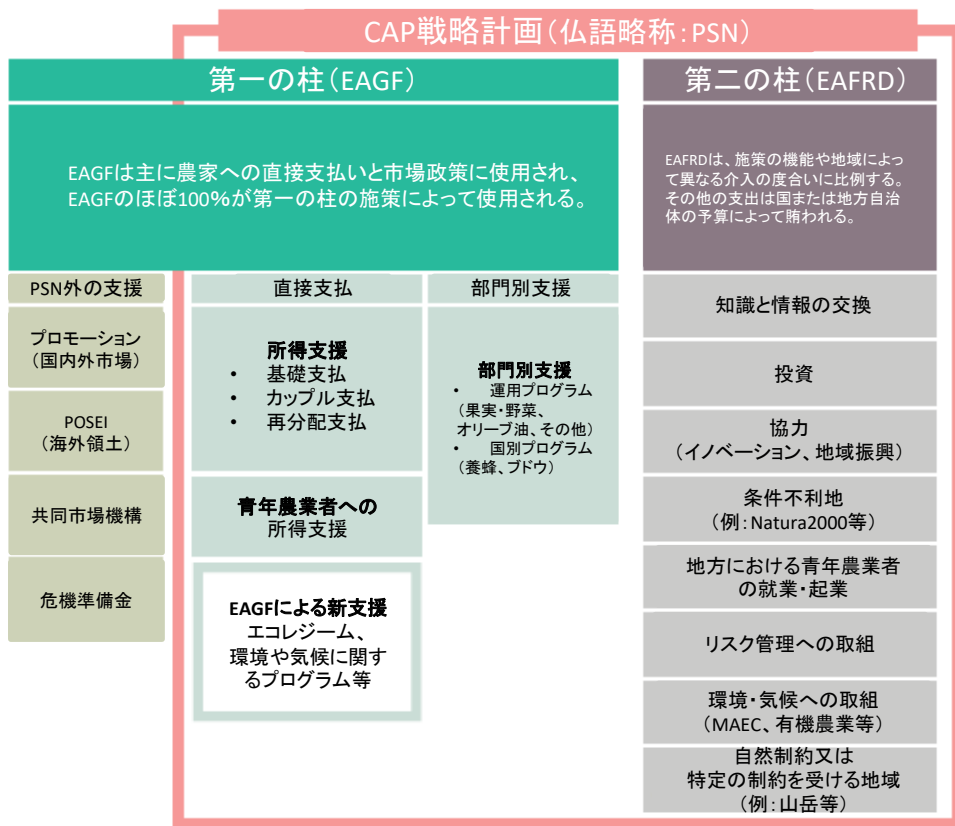 CAP戦略計画（仏語略称：PSN）
第一の柱（EAGF）
EAGFは主に農家への直接支払いと市場政策に使用され、
EAGFのほぼ100％が第一の柱の施策によって使用される。
PSN外の支援
プロモーション
（国内外市場）
POSEI
（海外領土）
共同市場機構
危機準備金
直接支払
所得支援
• 基礎支払
• カップル支払
• 再分配支払
青年農業者への
所得支援
EAGFによる新支援
エコレジーム、
環境や気候に関す
るプログラム等
部門別支援
部門別支援
• 運用プログラム
（果実・野菜、
オリーブ油、その他）
• 国別プログラム
（養蜂、ブドウ）
第二の柱（EAFRD）
EAFRDは、施策の機能や地域によっ
て異なる介入の度合いに比例する。
その他の支出は国または地方自治
体の予算によって賄われる。
知識と情報の交換
投資
協力
（イノベーション、地域振興）
条件不利地
（例：Natura2000等）
地方における青年農業者
の就業・起業
リスク管理への取組
環境・気候への取組
（MAEC、有機農業等）
自然制約又は
特定の制約を受ける地域
（例：山岳等）